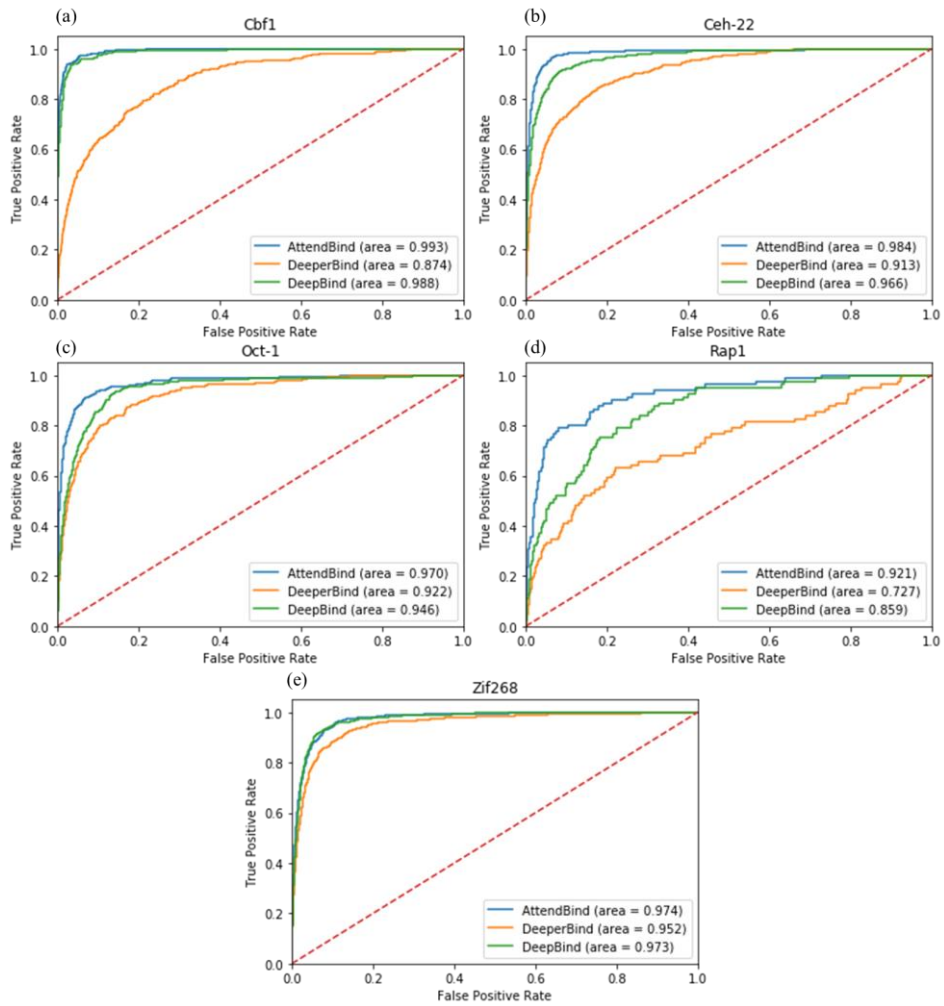 (a)
Cbf1
True Positive Rate
1.0
0.8
0.6
0.4
0.2
0.0
AttendBind (area = 0.993)
DeeperBind (area = 0.874)
DeepBind (area = 0.988)
0.0 0.2 0.4 0.6 0.8 1.0
False Positive Rate
(b)
Ceh-22
True Positive Rate
1.0
0.8
0.6
0.4
0.2
0.0
AttendBind (area = 0.984)
DeeperBind (area = 0.913)
DeepBind (area = 0.966)
0.0 0.2 0.4 0.6 0.8 1.0
False Positive Rate
(c)
Oct-1
True Positive Rate
1.0
0.8
0.6
0.4
0.2
0.0
AttendBind (area = 0.970)
DeeperBind (area = 0.922)
DeepBind (area = 0.946)
0.0 0.2 0.4 0.6 0.8 1.0
False Positive Rate
(d)
Rap1
True Positive Rate
1.0
0.8
0.6
0.4
0.2
0.0
AttendBind (area = 0.921)
DeeperBind (area = 0.727)
DeepBind (area = 0.859)
0.0 0.2 0.4 0.6 0.8 1.0
False Positive Rate
(e)
Zif268
True Positive Rate
1.0
0.8
0.6
0.4
0.2
0.0
AttendBind (area = 0.974)
DeeperBind (area = 0.952)
DeepBind (area = 0.973)
0.0 0.2 0.4 0.6 0.8 1.0
False Positive Rate